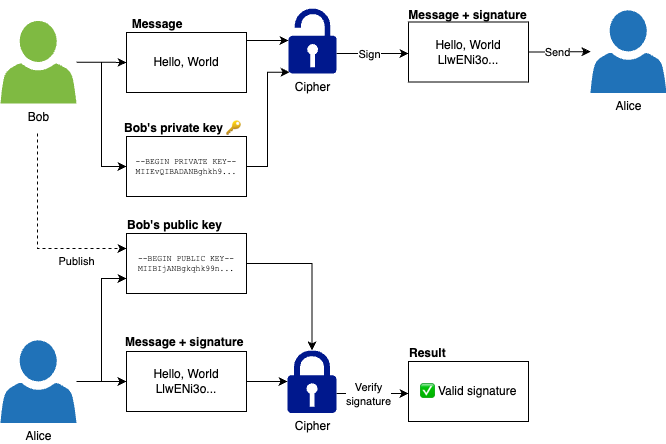 Message
Hello, World
Bob
Cipher
Sign
Message + signature
Hello, World
LlwENi3o...
Send
Alice
Bob's private key 🔑
--BEGIN PRIVATE KEY--
MIIEvQIBADANBghkh9...
Bob's public key
--BEGIN PUBLIC KEY--
MIIBIjANBgkqhk99n...
Publish
Message + signature
Hello, World
LlwENi3o...
Alice
Cipher
Verify
signature
Result
✅ Valid signature